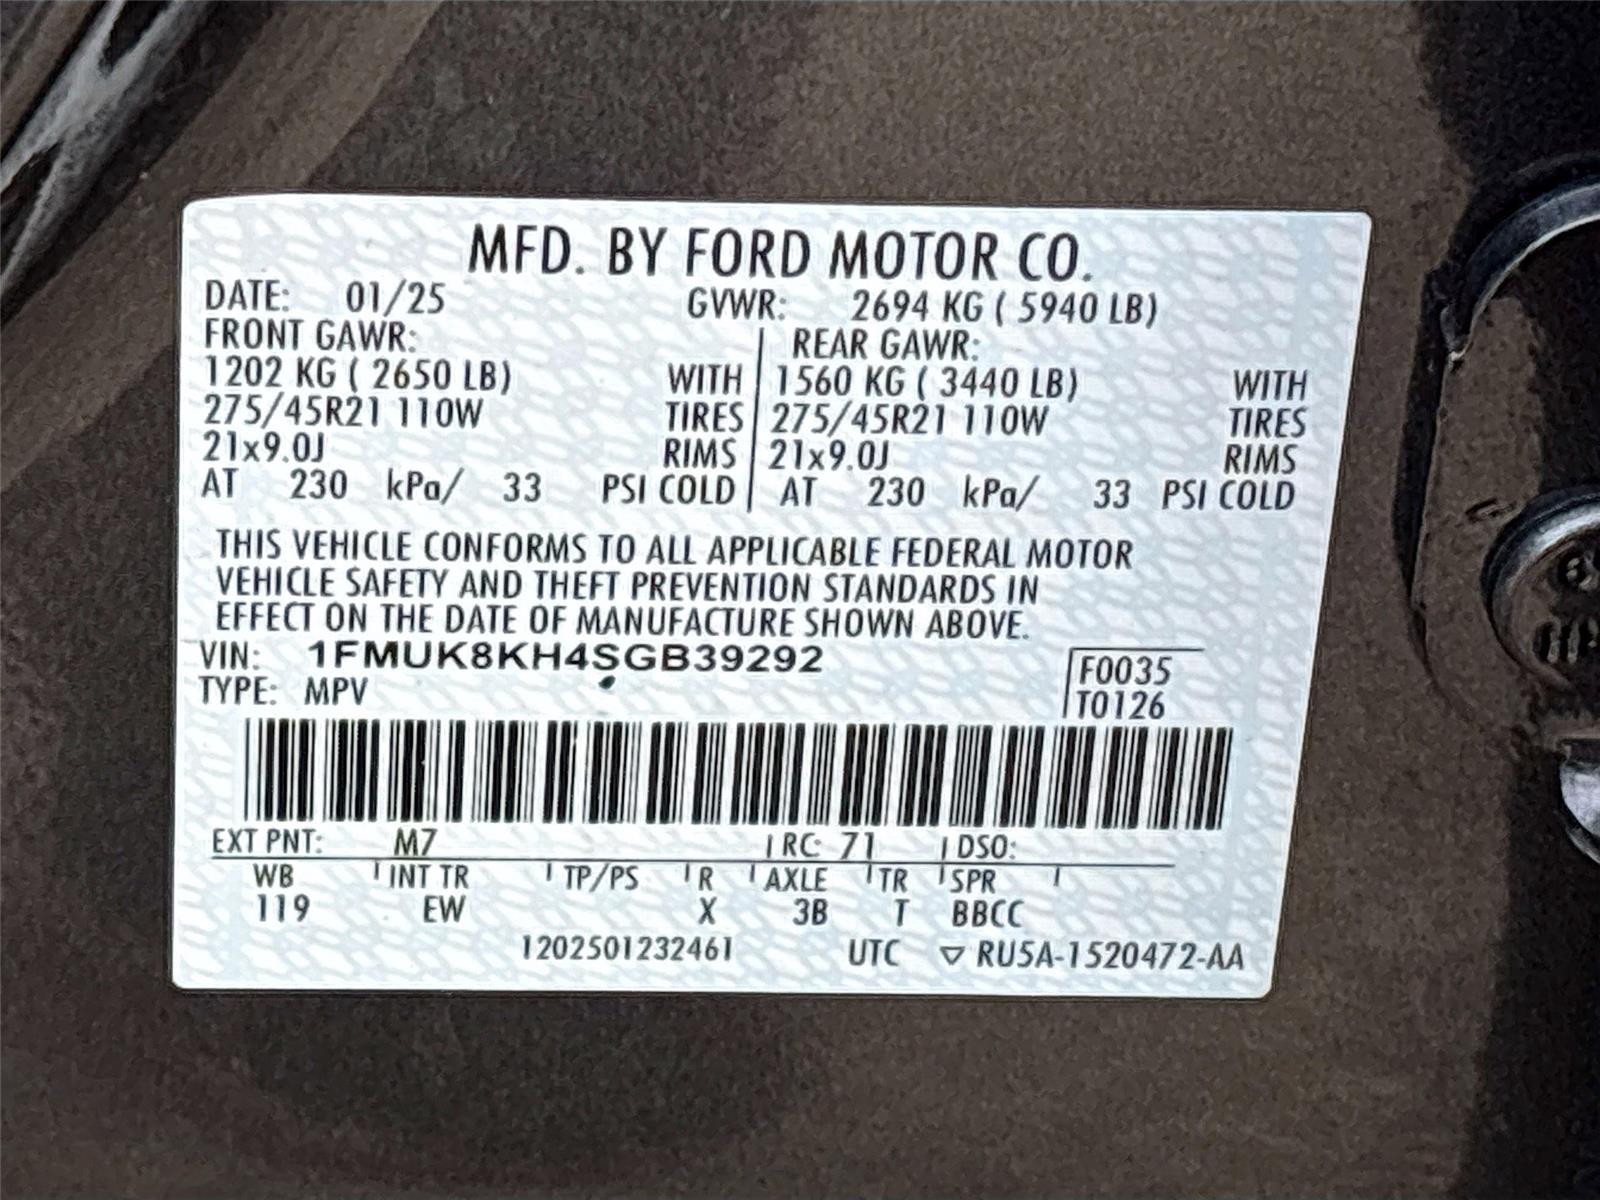 MFD. BY FORD MOTOR CO.
DATE: 01/25 GVWR: 2694 KG ( 5940 LB)
FRONT GAWR: REAR GAWR:
1202 KG ( 2650 LB) WITH 1560 KG ( 3440 LB) WITH
275/45R21 110W TIRES 275/45R21 110W TIRES
21x9.0J RIMS 21x9.0J RIMS
AT 230 kPa/ 33 PSI COLD AT 230 kPa/ 33 PSI COLD
THIS VEHICLE CONFORMS TO ALL APPLICABLE FEDERAL MOTOR
VEHICLE SAFETY AND THEFT PREVENTION STANDARDS IN
EFFECT ON THE DATE OF MANUFACTURE SHOWN ABOVE.
VIN: 1FMUK8KH4SGB39292 F0035
TYPE: MPV T0126
EXT PNT: M7 RC: 71 DSO:
WB INT TR TP/PS R AXLE TR SPR
119 EW X 3B T BBCC
1202501232461 UTC ▽ RU5A-1520472-AA